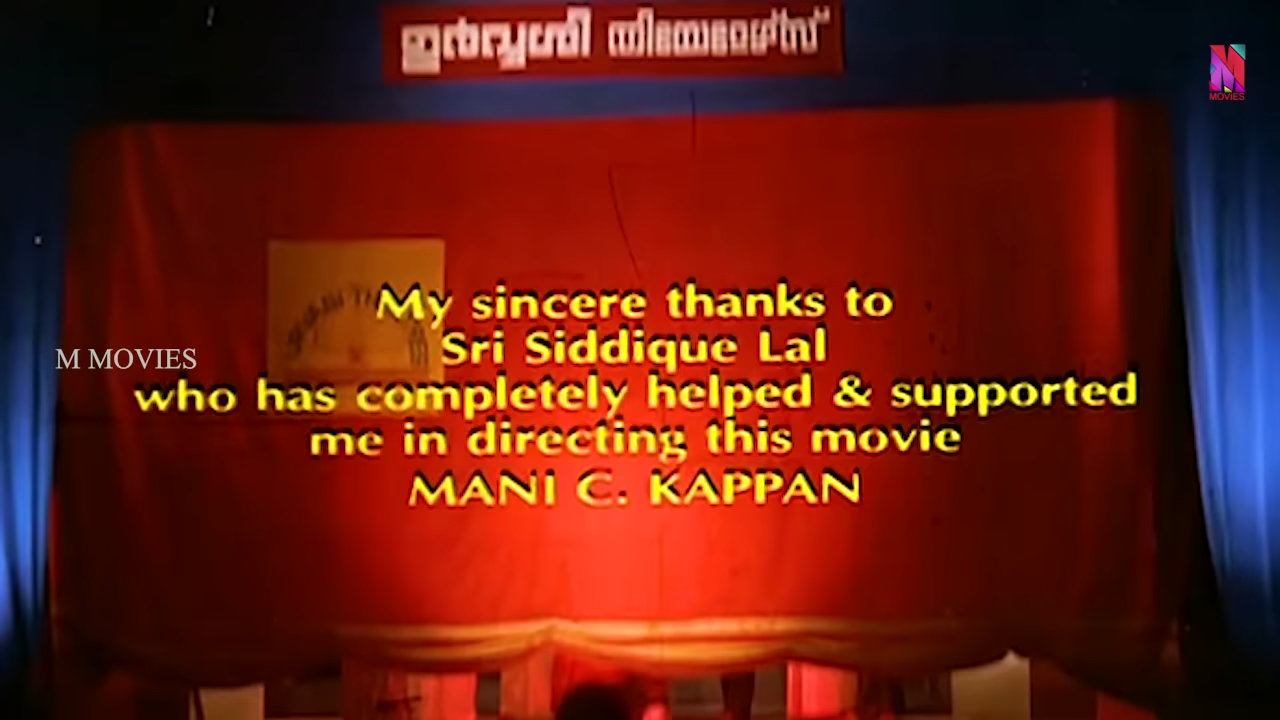 ഉർവ്വശി തിയേറ്റേഴ്സ്
M
MOVIES
My sincere thanks to
Sri Siddique Lal
M MOVIES
who has completely helped & supported
me in directing this movie
MANI C. KAPPAN